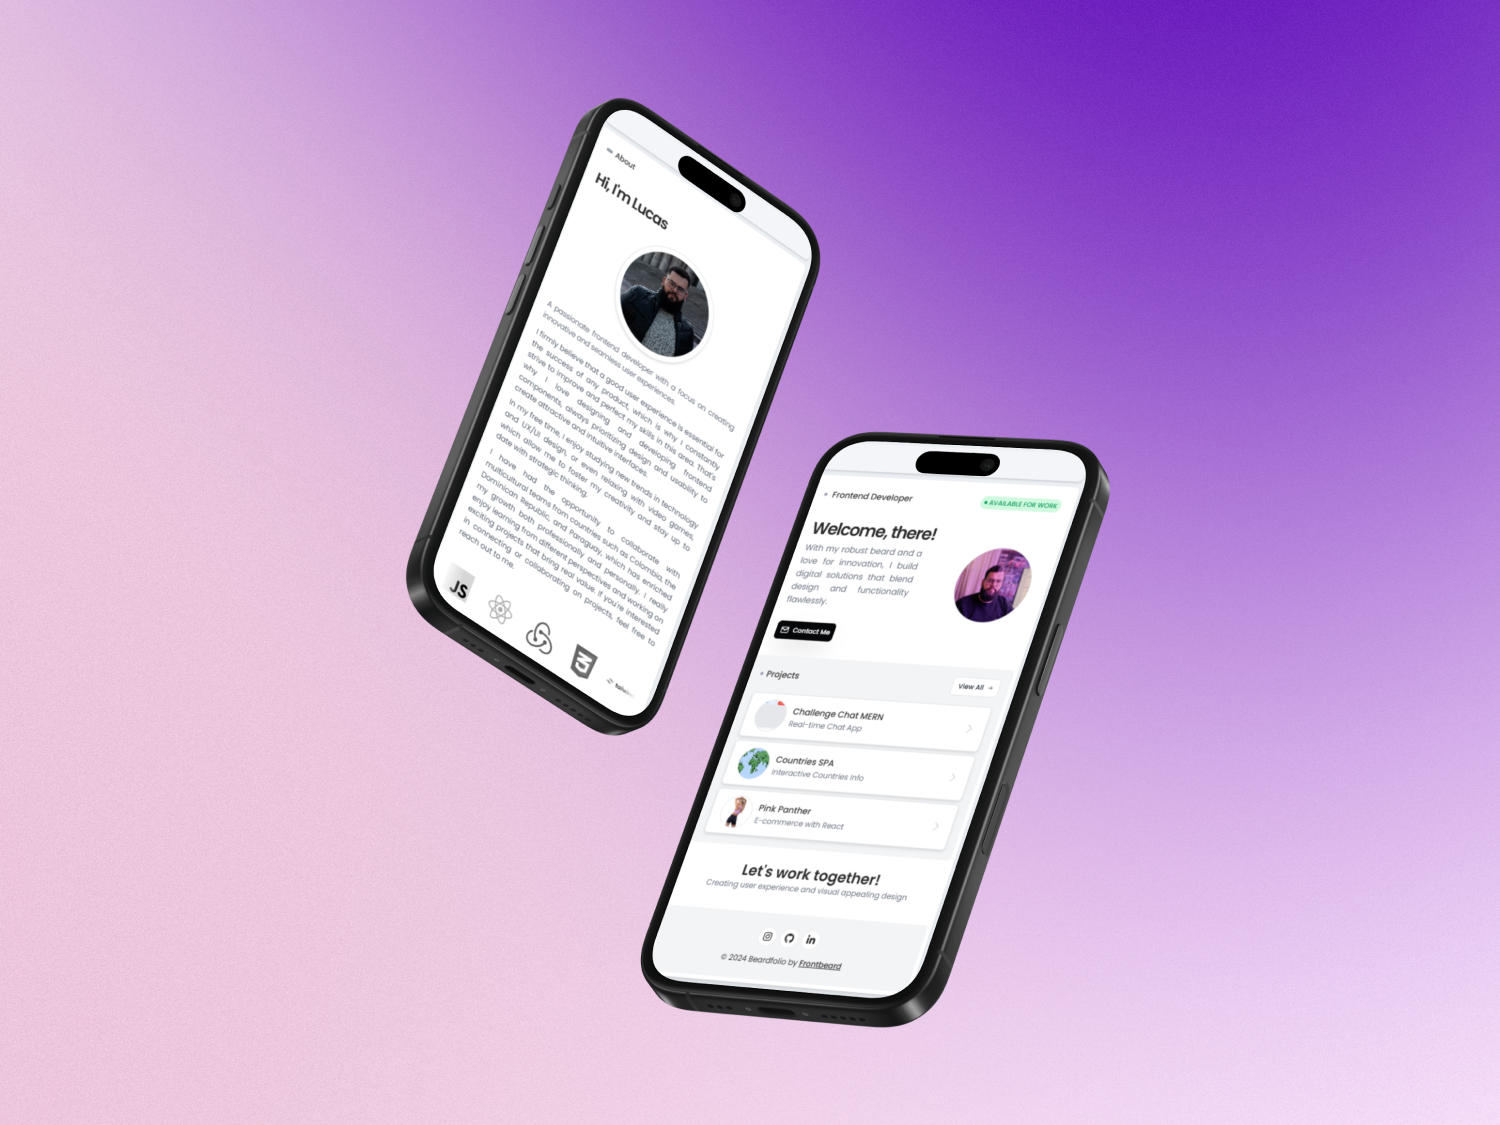 About
Hi, I'm Lucas
A passionate frontend developer with a focus on creating
innovative and seamless user experiences.
I firmly believe that a good user experience is essential for
the success of any product, which is why I constantly
strive to improve and perfect my skills in this area. That's
why I love designing and developing frontend
components, always prioritizing design and usability to
create attractive and intuitive interfaces.
In my free time, I enjoy studying new trends in technology
and UX/UI design, or even relaxing with video games,
which allow me to foster my creativity and stay up to
date with strategic thinking.
I have had the opportunity to collaborate with
multicultural teams from countries such as Colombia, the
Dominican Republic, and Paraguay, which has enriched
my growth both professionally and personally. I really
enjoy learning from different perspectives and working on
exciting projects that bring real value. If you're interested
in connecting or collaborating on projects, feel free to
reach out to me.
JS
Frontend Developer
AVAILABLE FOR WORK
Welcome, there!
With my robust beard and a
love for innovation, I build
digital solutions that blend
design and functionality
flawlessly.
Contact Me
Projects
View All
Challenge Chat MERN
Real-time Chat App
Countries SPA
Interactive Countries Info
Pink Panther
E-commerce with React
Let's work together!
Creating user experience and visual appealing design
in
© 2024 Beardfolio by Frontbeard